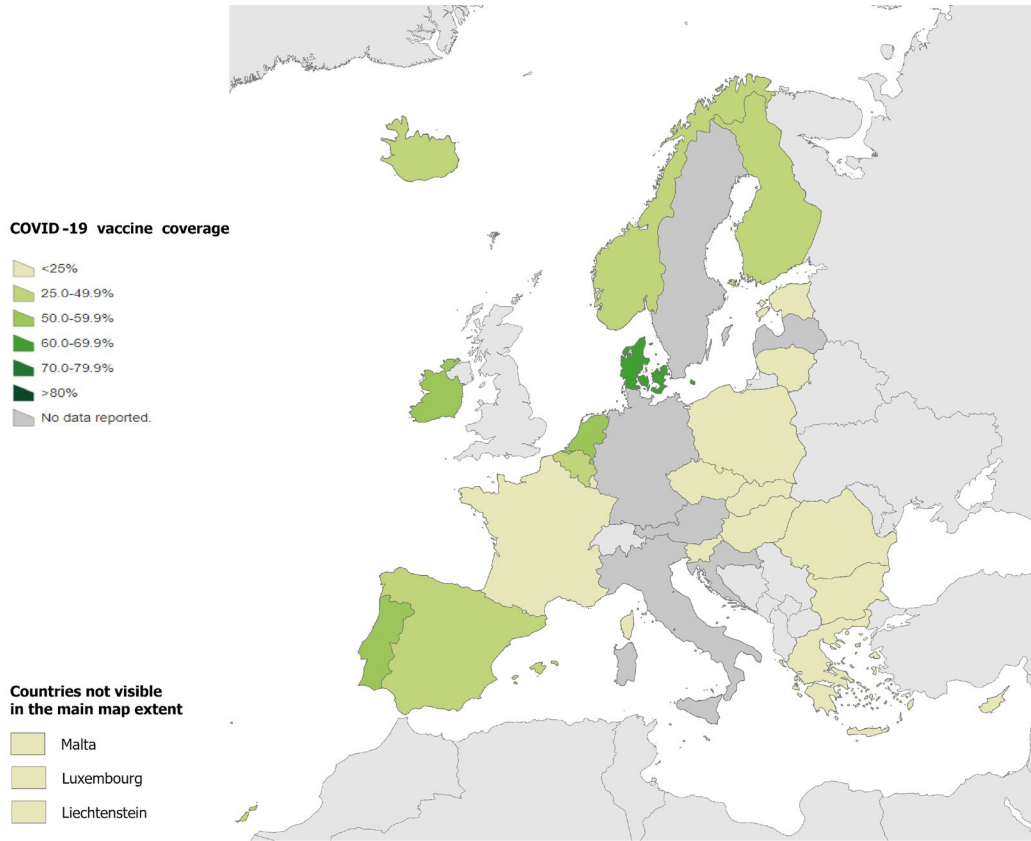 COVID-19 vaccine coverage
<25%
25.0-49.9%
50.0-59.9%
60.0-69.9%
70.0-79.9%
>80%
No data reported.
Countries not visible
in the main map extent
Malta
Luxembourg
Liechtenstein